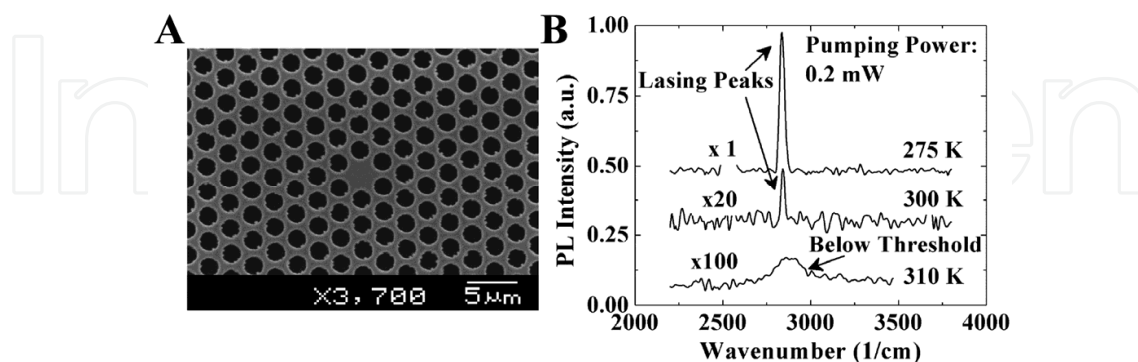 A
X3,700
5μm
B
1.00
0.75
0.50
0.25
0.00
PL Intensity (a.u.)
Pumping Power:
0.2 mW
Lasing Peaks
x 1
275 K
x20
300 K
Below Threshold
x100
310 K
2000 2500 3000 3500 4000
Wavenumber (1/cm)